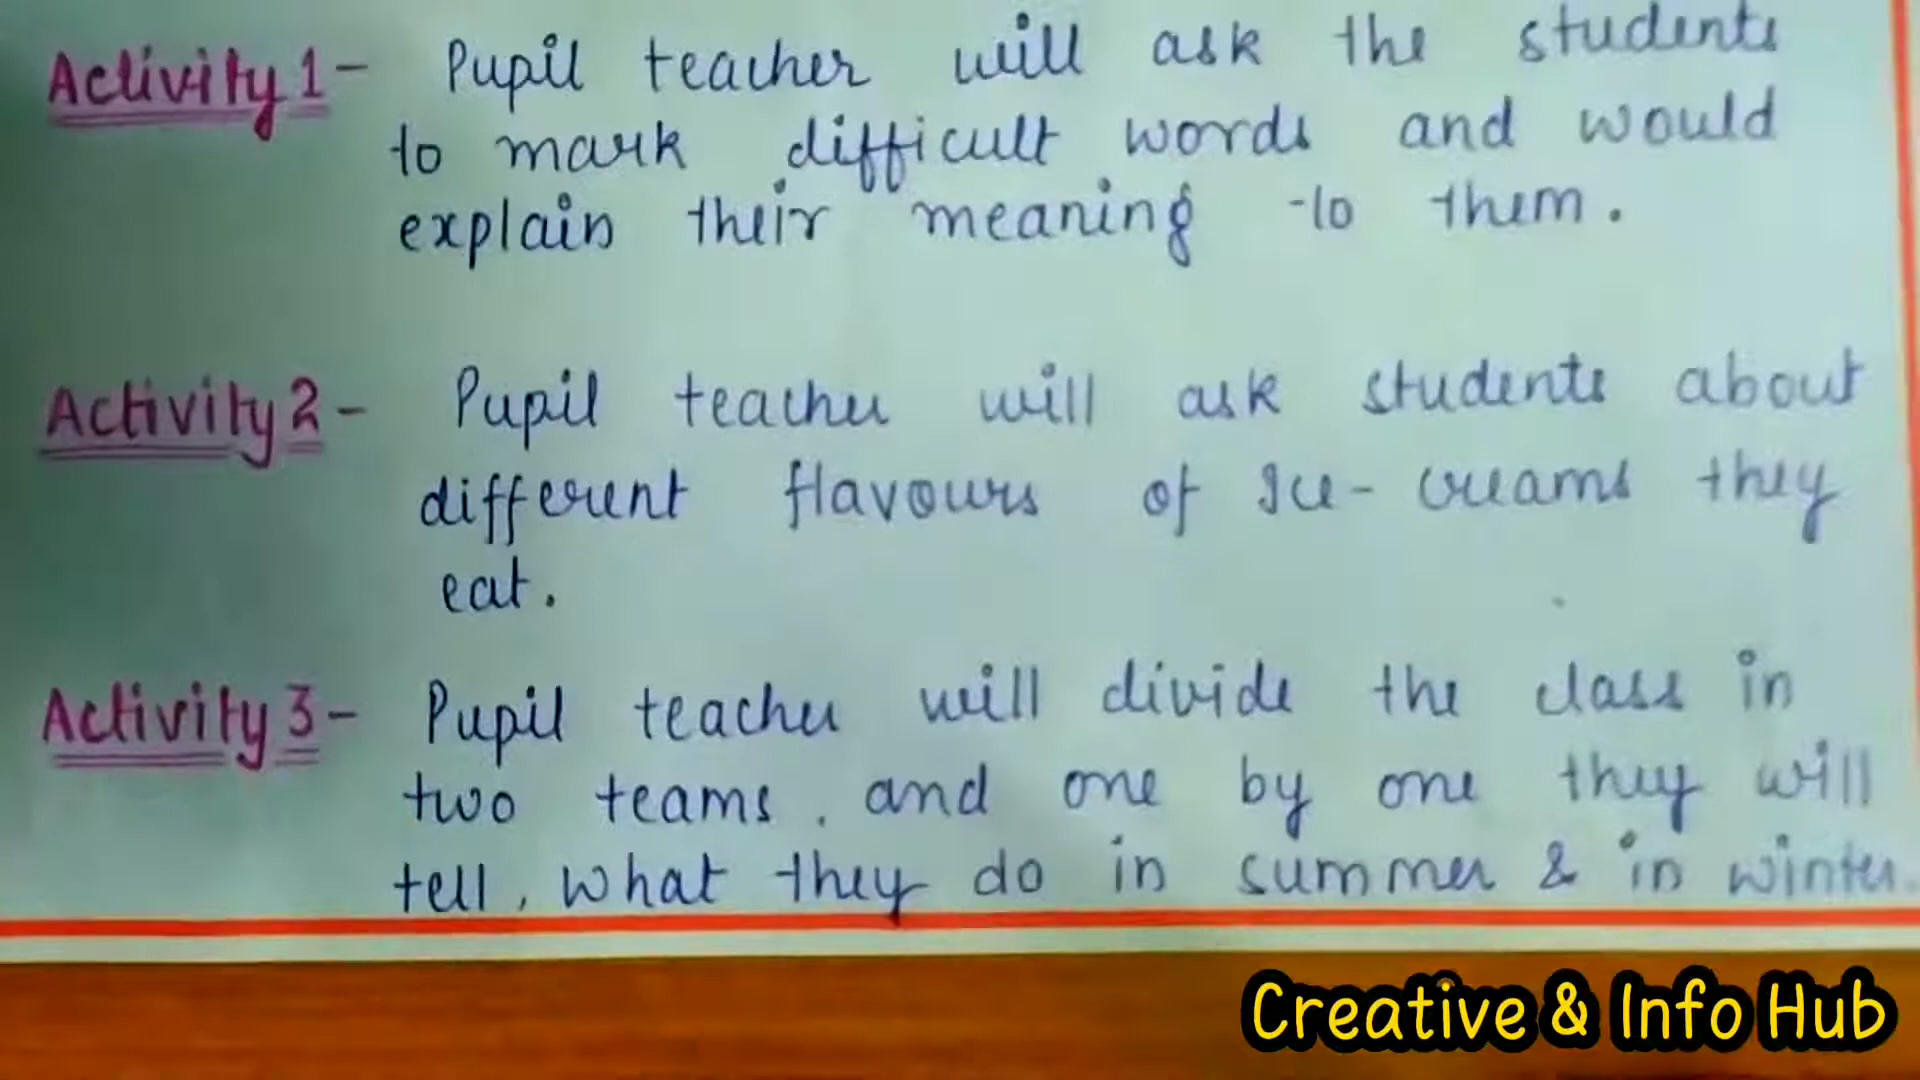 Activity 1 - Pupil teacher will ask the students
to mark difficult words and would
explain their meaning to them.
Activity 2 - Pupil teacher will ask students about
different flavours of Ice-creams they
eat.
Activity 3 - Pupil teacher will divide the class in
two teams. and one by one they will
tell, what they do in summer & in winter.
Creative & Info Hub